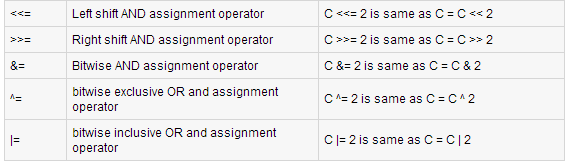 <<= Left shift AND assignment operator C <<= 2 is same as C = C << 2
>>= Right shift AND assignment operator C >>= 2 is same as C = C >> 2
&= Bitwise AND assignment operator C &= 2 is same as C = C & 2
^= bitwise exclusive OR and assignment operator C ^= 2 is same as C = C ^ 2
|= bitwise inclusive OR and assignment operator C |= 2 is same as C = C | 2